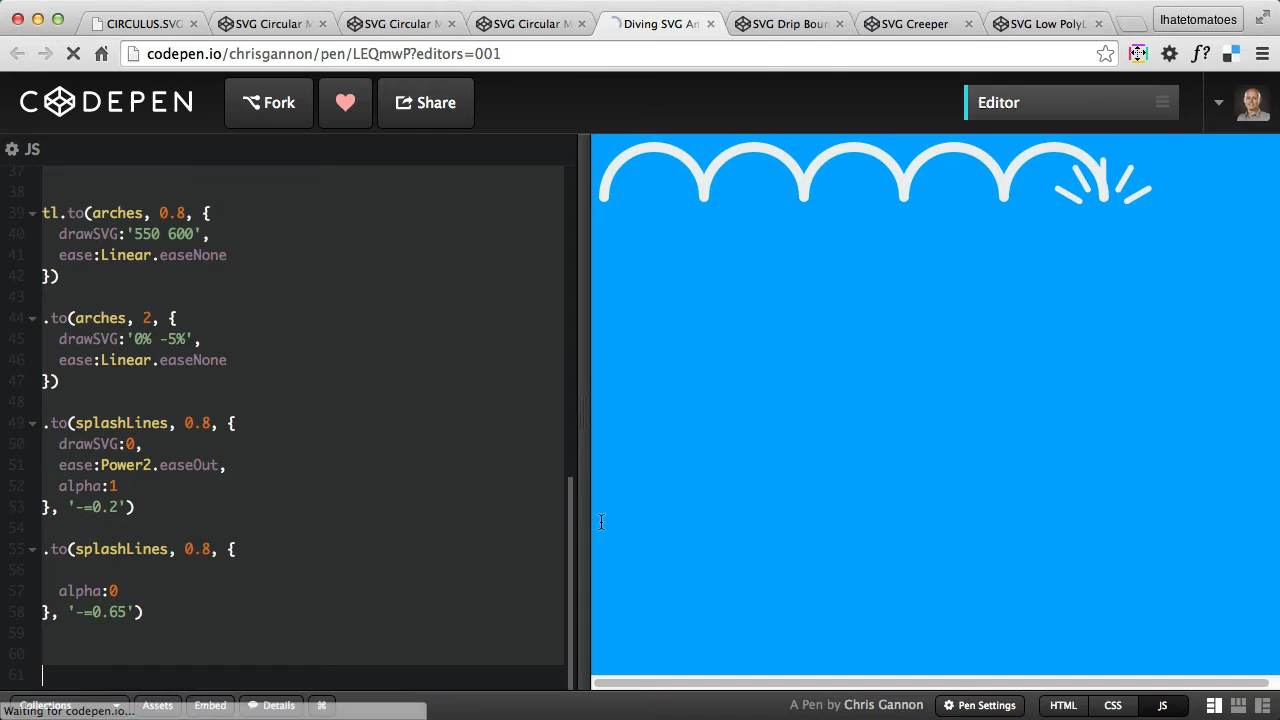 CIRCULUS.SVG
SVG Circular M
SVG Circular M
SVG Circular M
Diving SVG An
SVG Drip Boun
SVG Creeper
SVG Low PolyL
Ihatetomatoes
codepen.io/chrisgannon/pen/LEQmwP?editors=001
f?
CODEPEN
Fork
Share
Editor
JS
37
38
39 tl.to(arches, 0.8, {
40 drawSVG:'550 600',
41 ease:Linear.easeNone
42 })
43
44 .to(arches, 2, {
45 drawSVG:'0% -5%',
46 ease:Linear.easeNone
47 })
48
49 .to(splashLines, 0.8, {
50 drawSVG:0,
51 ease:Power2.easeOut,
52 alpha:1
53 }, '-=0.2')
54
55 .to(splashLines, 0.8, {
56
57 alpha:0
58 }, '-=0.65')
59
60
61
Collections
Assets
Embed
Details
⌘
A Pen by Chris Gannon
Pen Settings
HTML
CSS
JS
Waiting for codepen.io...